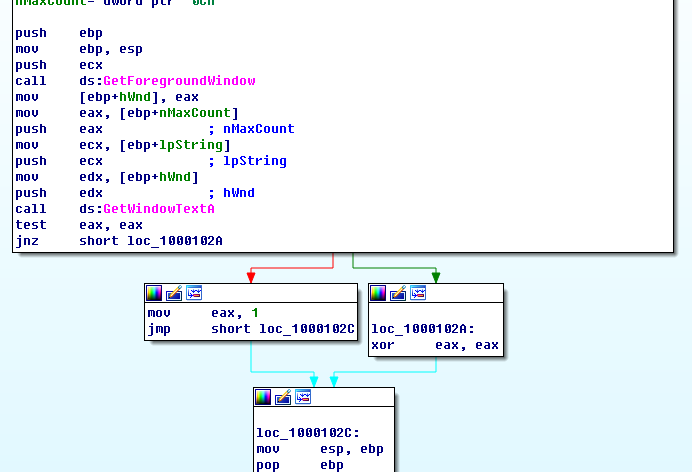 nMaxCount= dword ptr  0Ch
push    ebp
mov     ebp, esp
push    ecx
call    ds:GetForegroundWindow
mov     [ebp+hWnd], eax
mov     eax, [ebp+nMaxCount]
push    eax             ; nMaxCount
mov     ecx, [ebp+lpString]
push    ecx             ; lpString
mov     edx, [ebp+hWnd]
push    edx             ; hWnd
call    ds:GetWindowTextA
test    eax, eax
jnz     short loc_1000102A
mov     eax, 1
jmp     short loc_1000102C
loc_1000102A:
xor     eax, eax
loc_1000102C:
mov     esp, ebp
pop     ebp